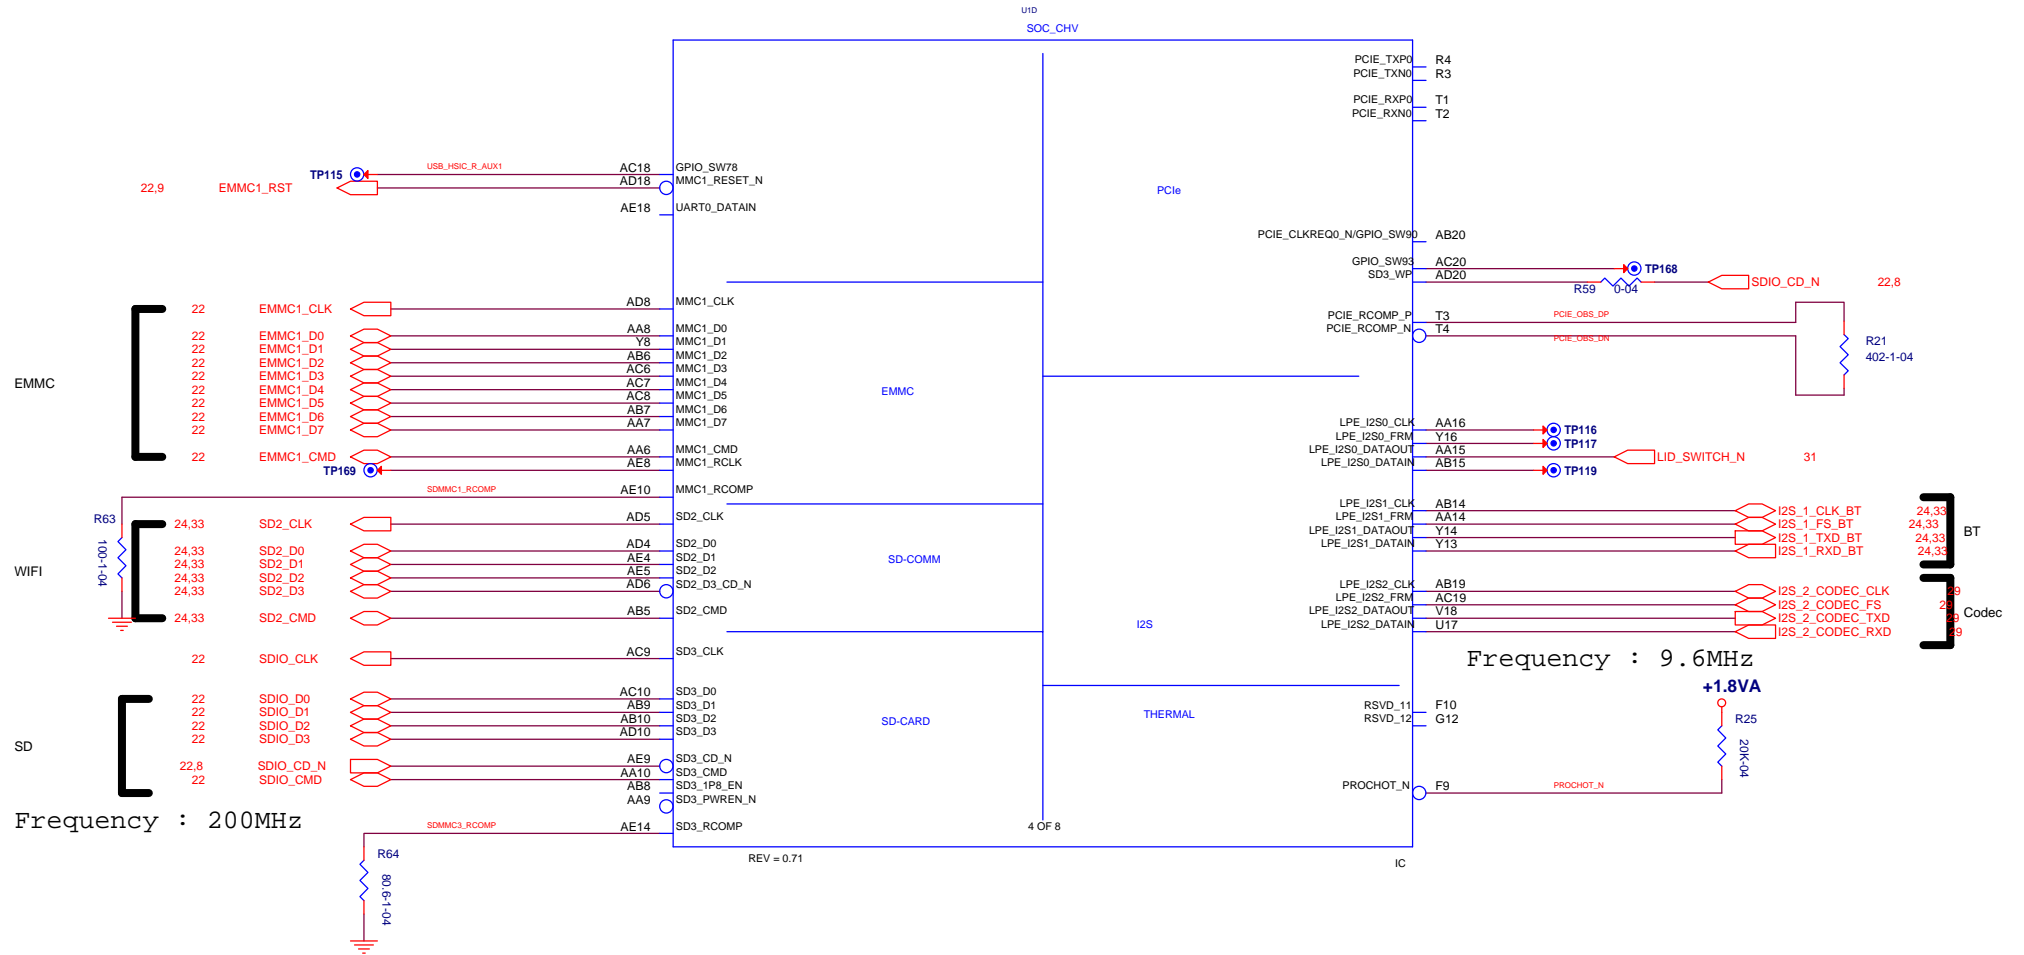 U1D
SOC_CHV
PCIE_TXP0 R4
PCIE_TXN0 R3
PCIE_RXP0 T1
PCIE_RXN0 T2
TP115 USB_HSIC_R_AUX1 AC18 GPIO_SW78
22,9 EMMC1_RST AD18 MMC1_RESET_N
PCIe
AE18 UART0_DATAIN
PCIE_CLKREQ0_N/GPIO_SW90 AB20
GPIO_SW93 AC20 TP168
SD3_WP AD20 R59 0-04 SDIO_CD_N 22,8
22 EMMC1_CLK AD8 MMC1_CLK
PCIE_RCOMP_P T3 PCIE_OBS_DP
PCIE_RCOMP_N T4 PCIE_OBS_DN
R21
402-1-04
22 EMMC1_D0 AA8 MMC1_D0
22 EMMC1_D1 Y8 MMC1_D1
22 EMMC1_D2 AB6 MMC1_D2
22 EMMC1_D3 AC6 MMC1_D3
22 EMMC1_D4 AC7 MMC1_D4
22 EMMC1_D5 AC8 MMC1_D5
22 EMMC1_D6 AB7 MMC1_D6
22 EMMC1_D7 AA7 MMC1_D7
EMMC
EMMC
22 EMMC1_CMD AA6 MMC1_CMD
TP169 AE8 MMC1_RCLK
LPE_I2S0_CLK AA16 TP116
LPE_I2S0_FRM Y16 TP117
LPE_I2S0_DATAOUT AA15 LID_SWITCH_N 31
LPE_I2S0_DATAIN AB15 TP119
SDMMC1_RCOMP AE10 MMC1_RCOMP
R63
100-1-04
24,33 SD2_CLK AD5 SD2_CLK
24,33 SD2_D0 AD4 SD2_D0
24,33 SD2_D1 AE4 SD2_D1
24,33 SD2_D2 AE5 SD2_D2
24,33 SD2_D3 AD6 SD2_D3_CD_N
24,33 SD2_CMD AB5 SD2_CMD
WIFI
SD-COMM
LPE_I2S1_CLK AB14 I2S_1_CLK_BT 24,33
LPE_I2S1_FRM AA14 I2S_1_FS_BT 24,33
LPE_I2S1_DATAOUT Y14 I2S_1_TXD_BT 24,33
LPE_I2S1_DATAIN Y13 I2S_1_RXD_BT 24,33
BT
LPE_I2S2_CLK AB19 I2S_2_CODEC_CLK 29
LPE_I2S2_FRM AC19 I2S_2_CODEC_FS 29
LPE_I2S2_DATAOUT V18 I2S_2_CODEC_TXD 29
LPE_I2S2_DATAIN U17 I2S_2_CODEC_RXD 29
Codec
I2S
Frequency : 9.6MHz
22 SDIO_CLK AC9 SD3_CLK
22 SDIO_D0 AC10 SD3_D0
22 SDIO_D1 AB9 SD3_D1
22 SDIO_D2 AB10 SD3_D2
22 SDIO_D3 AD10 SD3_D3
SD
SD-CARD
THERMAL
22,8 SDIO_CD_N AE9 SD3_CD_N
22 SDIO_CMD AA10 SD3_CMD
AB8 SD3_1P8_EN
AA9 SD3_PWREN_N
+1.8VA
RSVD_11 F10
RSVD_12 G12
R25
20K-04
PROCHOT_N F9 PROCHOT_N
Frequency : 200MHz
SDMMC3_RCOMP AE14 SD3_RCOMP
4 OF 8
R64
80.6-1-04
REV = 0.71
IC